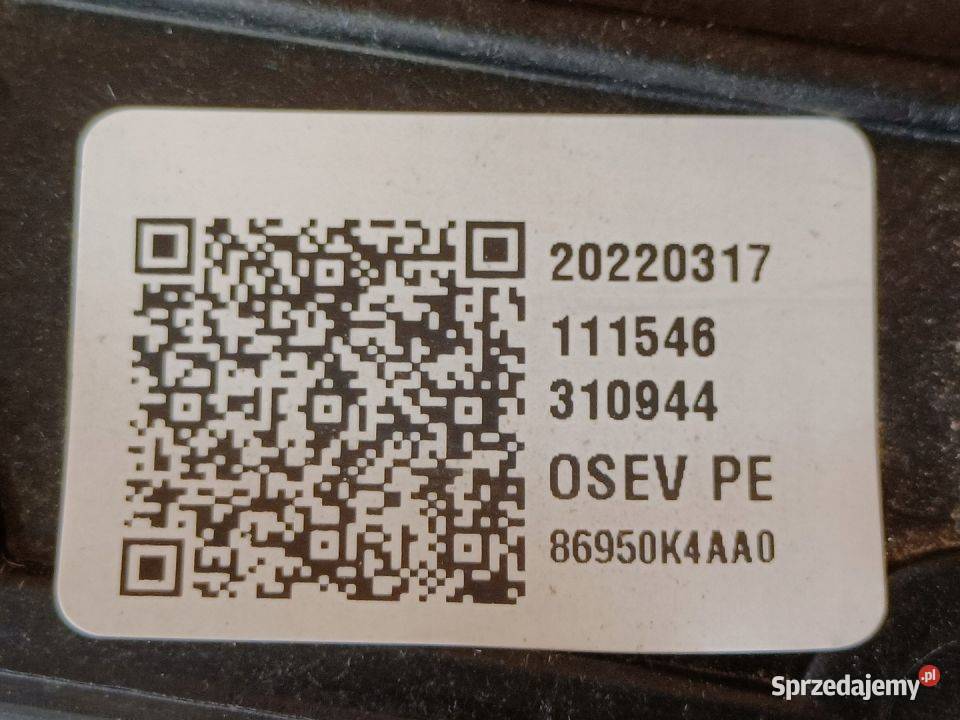 20220317
111546
310944
OSEV PE
86950K4AA0
Sprzedajemy.pl